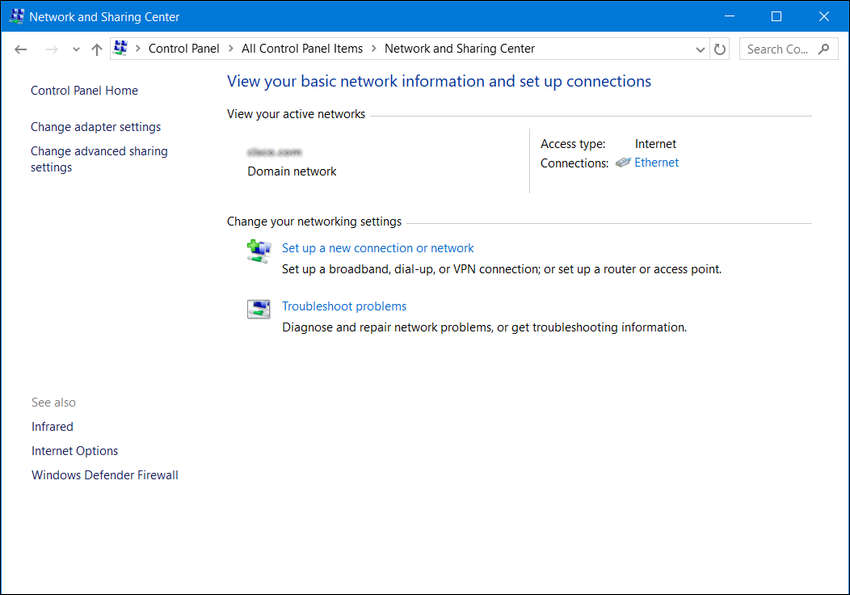 Network and Sharing Center
Control Panel > All Control Panel Items > Network and Sharing Center
Search Co...
Control Panel Home
Change adapter settings
Change advanced sharing
settings
View your basic network information and set up connections
View your active networks
Domain network
Access type: Internet
Connections: Ethernet
Change your networking settings
Set up a new connection or network
Set up a broadband, dial-up, or VPN connection; or set up a router or access point.
Troubleshoot problems
Diagnose and repair network problems, or get troubleshooting information.
See also
Infrared
Internet Options
Windows Defender Firewall